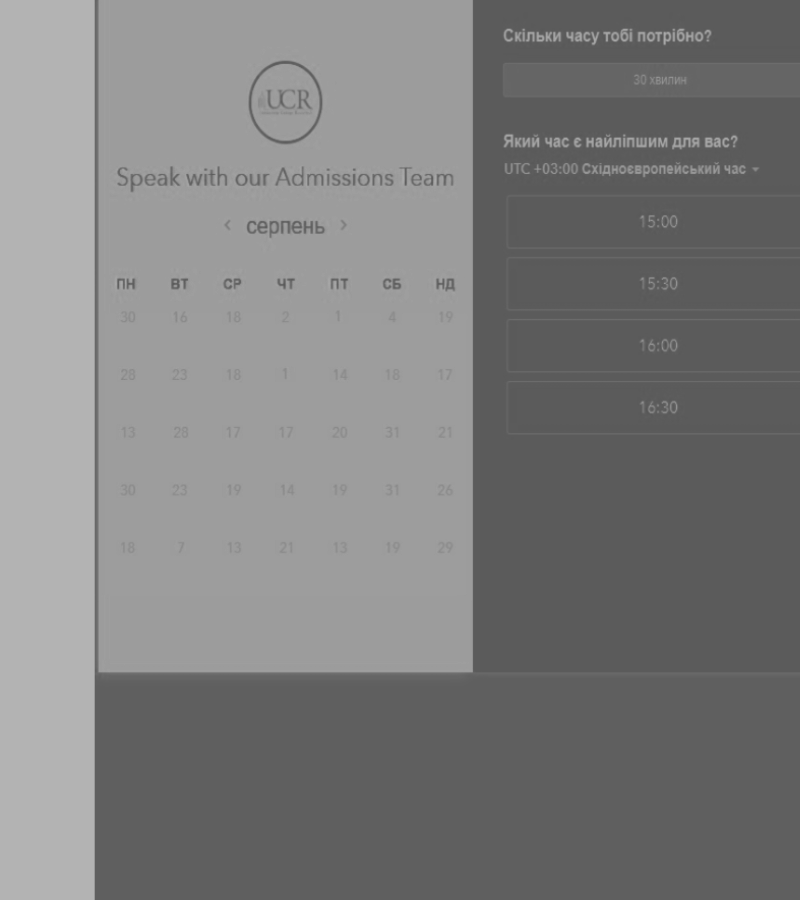 UCR
Speak with our Admissions Team
‹ серпень ›
ПН ВТ СР ЧТ ПТ СБ НД
30 16 18 2 1 4 19
28 23 18 1 14 18 17
13 28 17 17 20 31 21
30 23 19 14 19 31 26
18 7 13 21 13 19 29
Скільки часу тобі потрібно?
30 хвилин
Який час є найліпшим для вас?
UTC +03:00 Східноєвропейський час
15:00
15:30
16:00
16:30